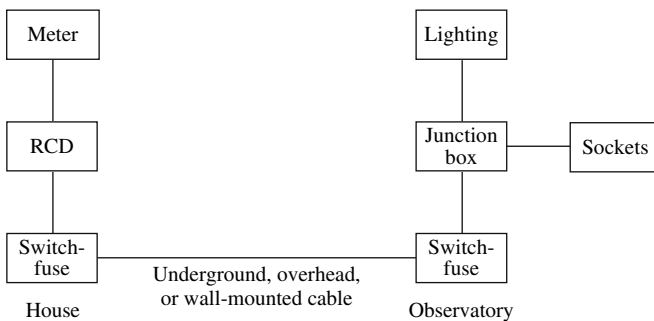 Meter
Lighting
RCD
Junction
box
Sockets
Switch-
fuse
Switch-
fuse
Underground, overhead,
or wall-mounted cable
House
Observatory